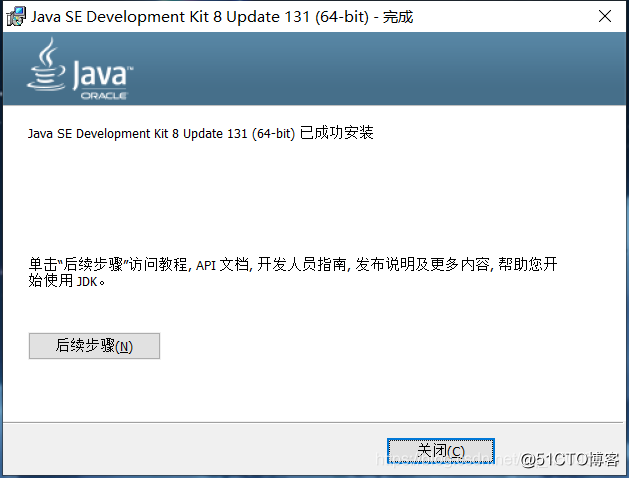 Java SE Development Kit 8 Update 131 (64-bit) - 完成
Java™
ORACLE
Java SE Development Kit 8 Update 131 (64-bit) 已成功安装
单击“后续步骤”访问教程, API 文档, 开发人员指南, 发布说明及更多内容, 帮助您开
始使用 JDK。
后续步骤(N)
关闭(C)
@51CTO博客